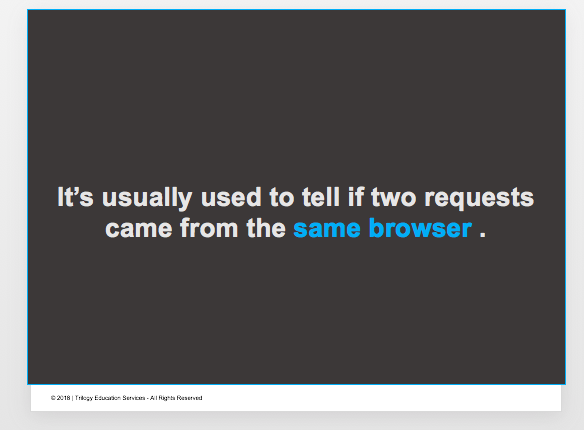 It’s usually used to tell if two requests
came from the same browser .
© 2018 | Trilogy Education Services - All Rights Reserved